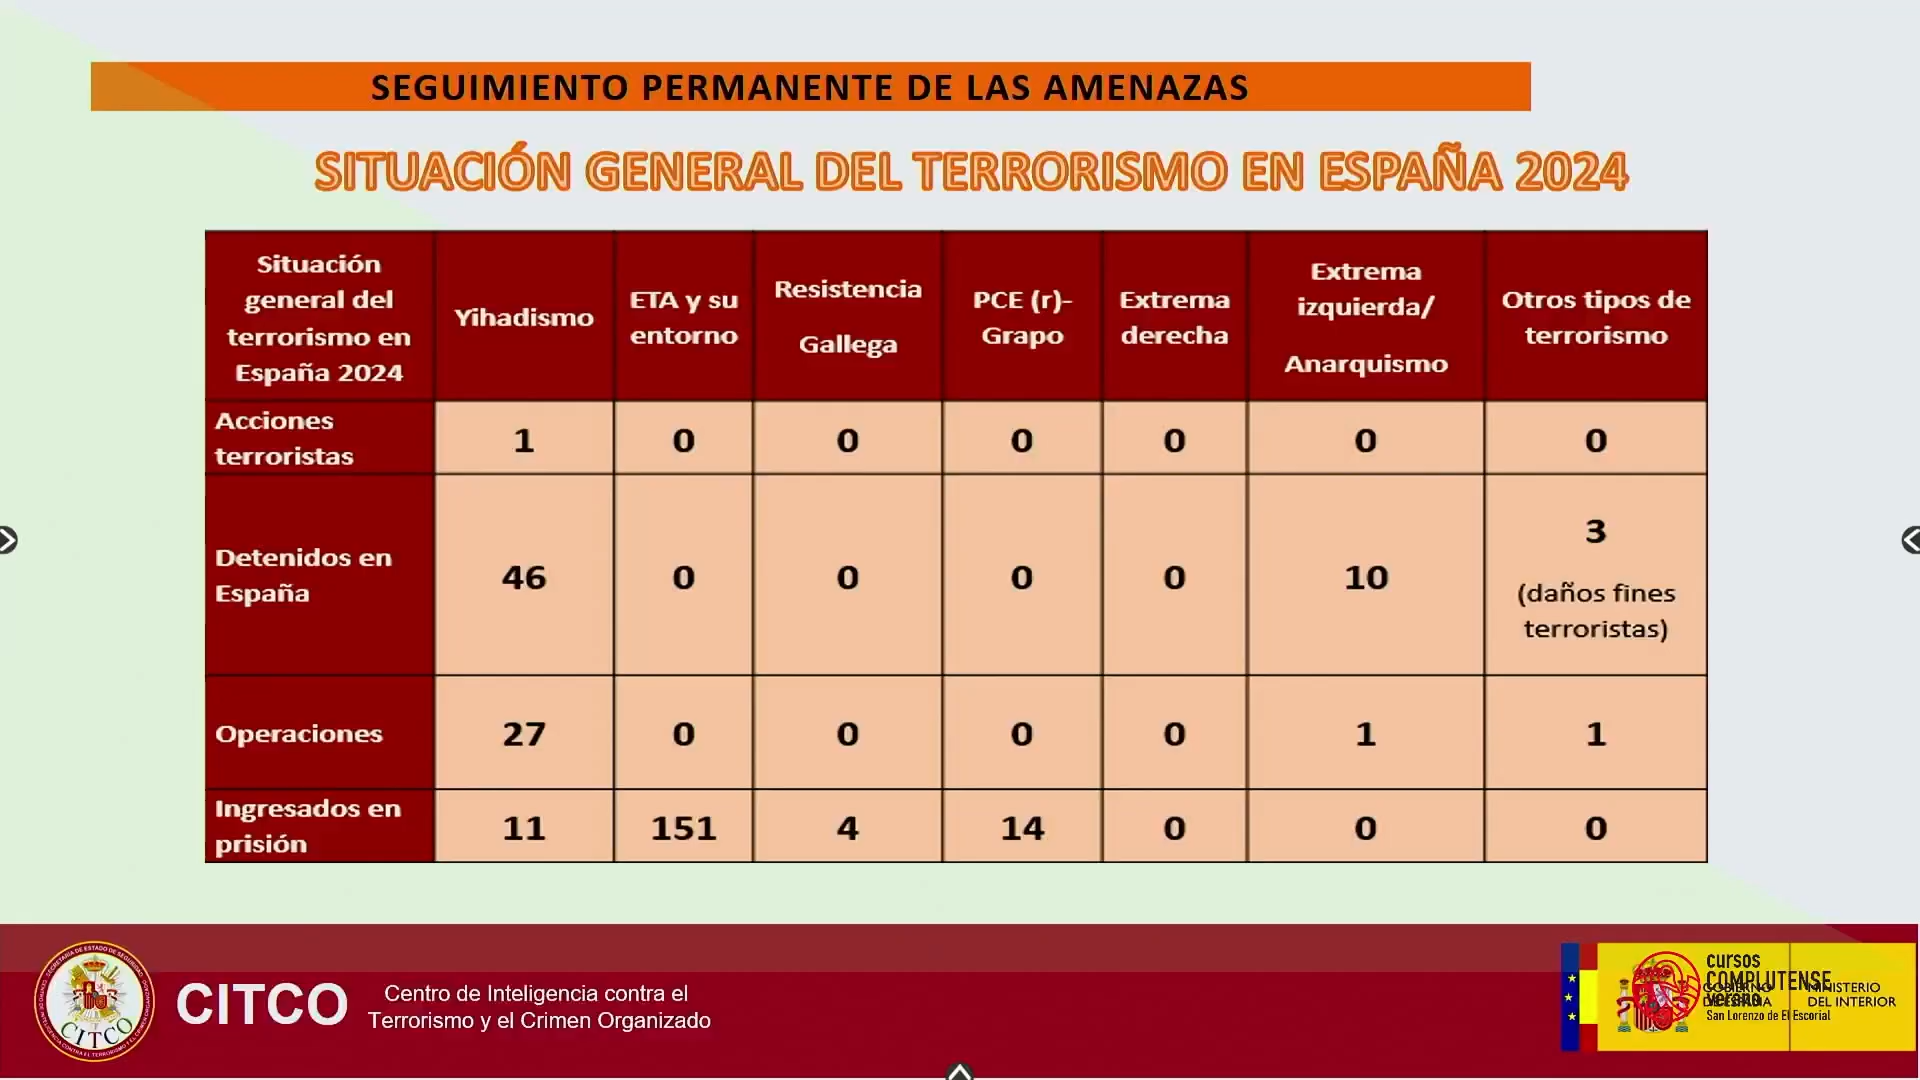 SEGUIMIENTO PERMANENTE DE LAS AMENAZAS
SITUACIÓN GENERAL DEL TERRORISMO EN ESPAÑA 2024
Situación
general del
terrorismo en
España 2024
Yihadismo
ETA y su
entorno
Resistencia
Gallega
PCE (r)-
Grapo
Extrema
derecha
Extrema
izquierda/
Anarquismo
Otros tipos de
terrorismo
Acciones
terroristas
1
0
0
0
0
0
0
Detenidos en
España
46
0
0
0
0
10
3
(daños fines
terroristas)
Operaciones
27
0
0
0
0
1
1
Ingresados en
prisión
11
151
4
14
0
0
0
CITCO
CITCO
Centro de Inteligencia contra el
Terrorismo y el Crimen Organizado
cursos
COMPLUTENSE
verano
San Lorenzo de El Escorial
GOBIERNO
DE ESPAÑA
MINISTERIO
DEL INTERIOR